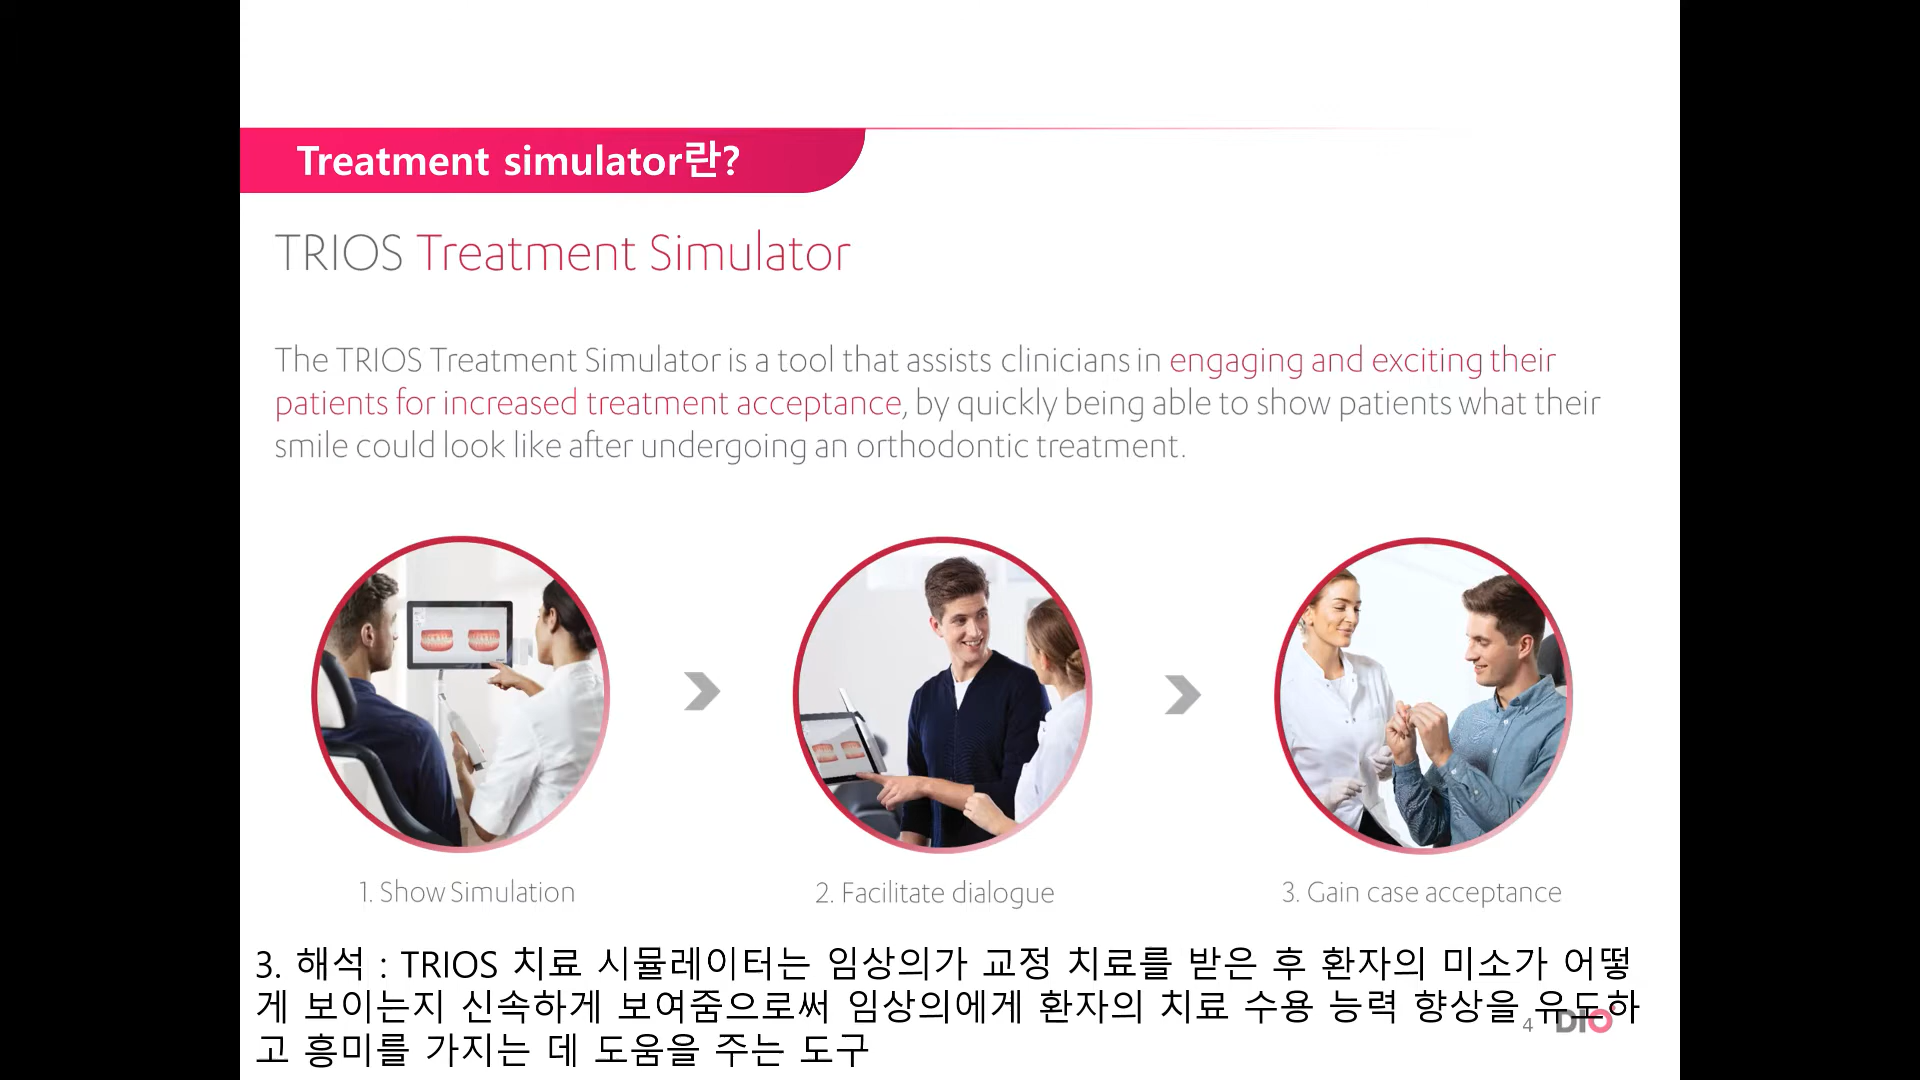 Treatment simulator란?
TRIOS Treatment Simulator
The TRIOS Treatment Simulator is a tool that assists clinicians in engaging and exciting their
patients for increased treatment acceptance, by quickly being able to show patients what their
smile could look like after undergoing an orthodontic treatment.
1. Show Simulation
2. Facilitate dialogue
3. Gain case acceptance
3. 해석 : TRIOS 치료 시뮬레이터는 임상의가 교정 치료를 받은 후 환자의 미소가 어떻
게 보이는지 신속하게 보여줌으로써 임상의에게 환자의 치료 수용 능력 향상을 유도하
고 흥미를 가지는 데 도움을 주는 도구
4 DIO